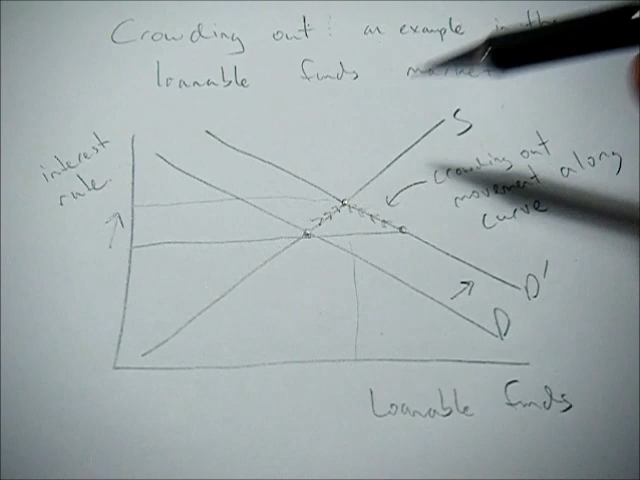 Crowding out: an example in the
loanable funds market
interest
rate
S
crowding out
movement along
curve
D'
D
Loanable funds